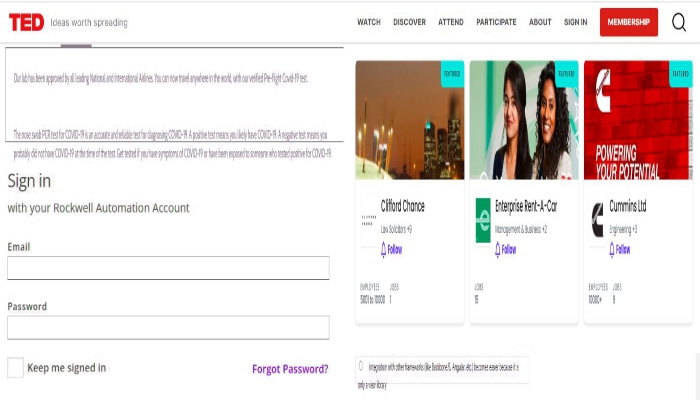 TED Ideas worth spreading
WATCH DISCOVER ATTEND PARTICIPATE ABOUT SIGN IN MEMBERSHIP
Our lab has been approved by all leading National and International Airlines. You can now travel anywhere in the world, with our verified Pre-flight Covid-19 test.
The nose swab PCR test for COVID-19 is an accurate and reliable test for diagnosing COVID-19. A positive test means you likely have COVID-19. A negative test means you
probably did not have COVID-19 at the time of the test. Get tested if you have symptoms of COVID-19 or have been exposed to someone who tested positive for COVID-19.
Sign in
with your Rockwell Automation Account
Email
Password
Keep me signed in
Forgot Password?
FEATURED
Clifford Chance
Law Solicitors +9
Follow
EMPLOYEES JOBS
5001 to 10000 1
FEATURED
Enterprise Rent-A-Car
Management & Business +2
Follow
JOBS
15
FEATURED
POWERING
YOUR POTENTIAL
Cummins Ltd
Engineering +3
Follow
EMPLOYEES JOBS
10000+ 9
Integration with other frameworks (like Backbone.js, Angular, etc.) becomes easier because it is
only a view library